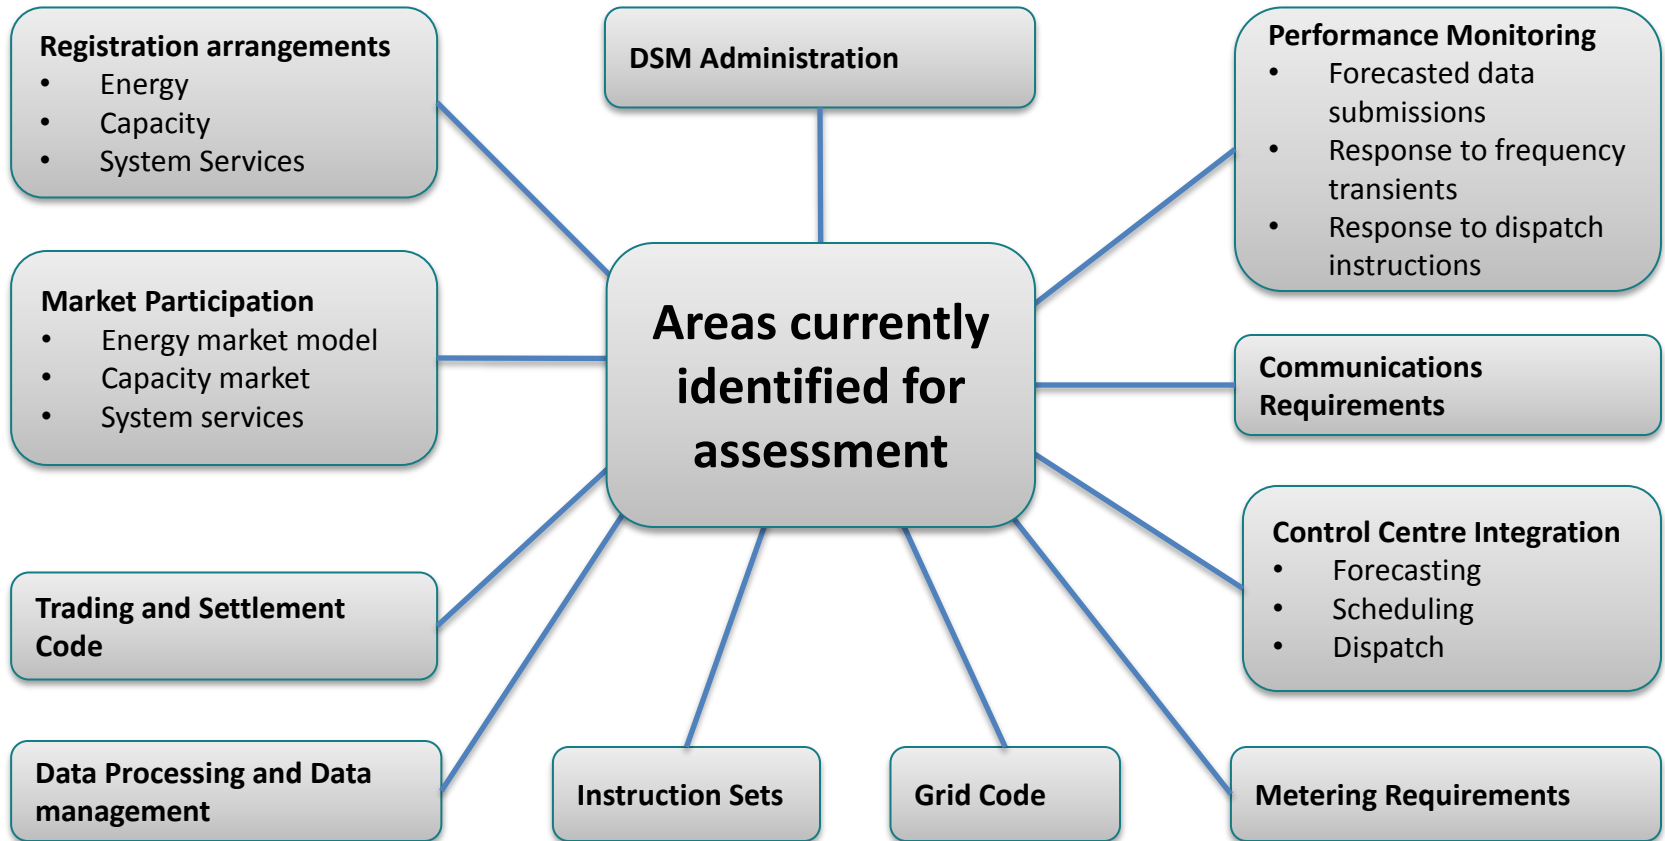 Registration arrangements
• Energy
• Capacity
• System Services
DSM Administration
Performance Monitoring
• Forecasted data
submissions
• Response to frequency
transients
• Response to dispatch
instructions
Market Participation
• Energy market model
• Capacity market
• System services
Areas currently
identified for
assessment
Communications
Requirements
Control Centre Integration
• Forecasting
• Scheduling
• Dispatch
Trading and Settlement
Code
Data Processing and Data
management
Instruction Sets
Grid Code
Metering Requirements